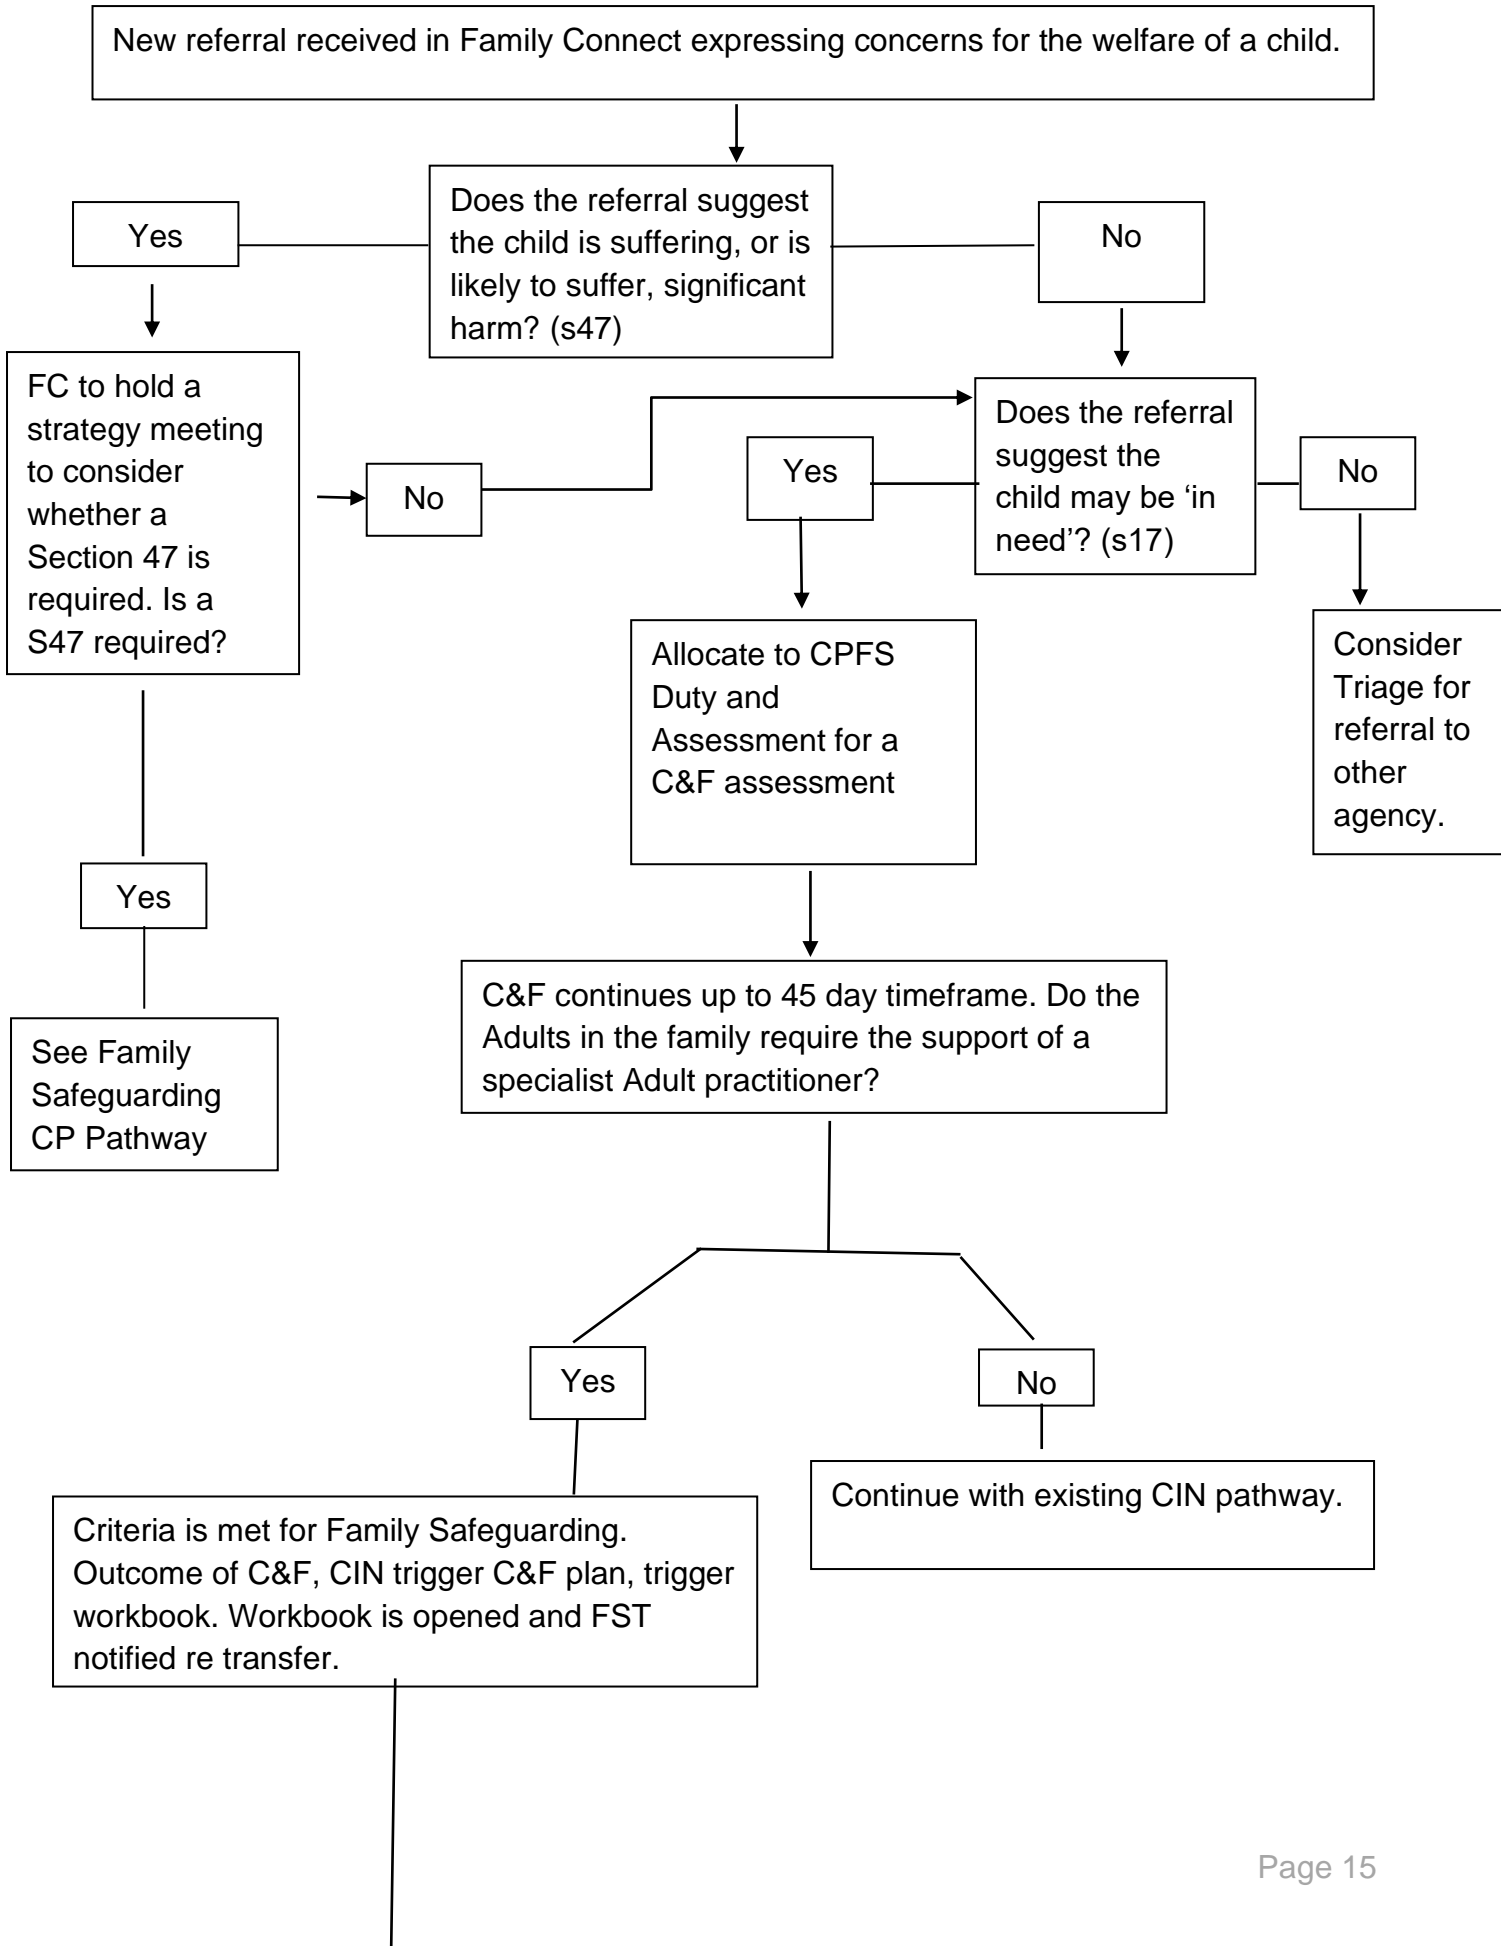 New referral received in Family Connect expressing concerns for the welfare of a child.
Does the referral suggest
the child is suffering, or is
likely to suffer, significant
harm? (s47)
Yes
No
FC to hold a
strategy meeting
to consider
whether a
Section 47 is
required. Is a
S47 required?
No
Does the referral
suggest the
child may be ‘in
need’? (s17)
Yes
No
Allocate to CPFS
Duty and
Assessment for a
C&F assessment
Consider
Triage for
referral to
other
agency.
Yes
See Family
Safeguarding
CP Pathway
C&F continues up to 45 day timeframe. Do the
Adults in the family require the support of a
specialist Adult practitioner?
Yes
No
Criteria is met for Family Safeguarding.
Outcome of C&F, CIN trigger C&F plan, trigger
workbook. Workbook is opened and FST
notified re transfer.
Continue with existing CIN pathway.
Page 15